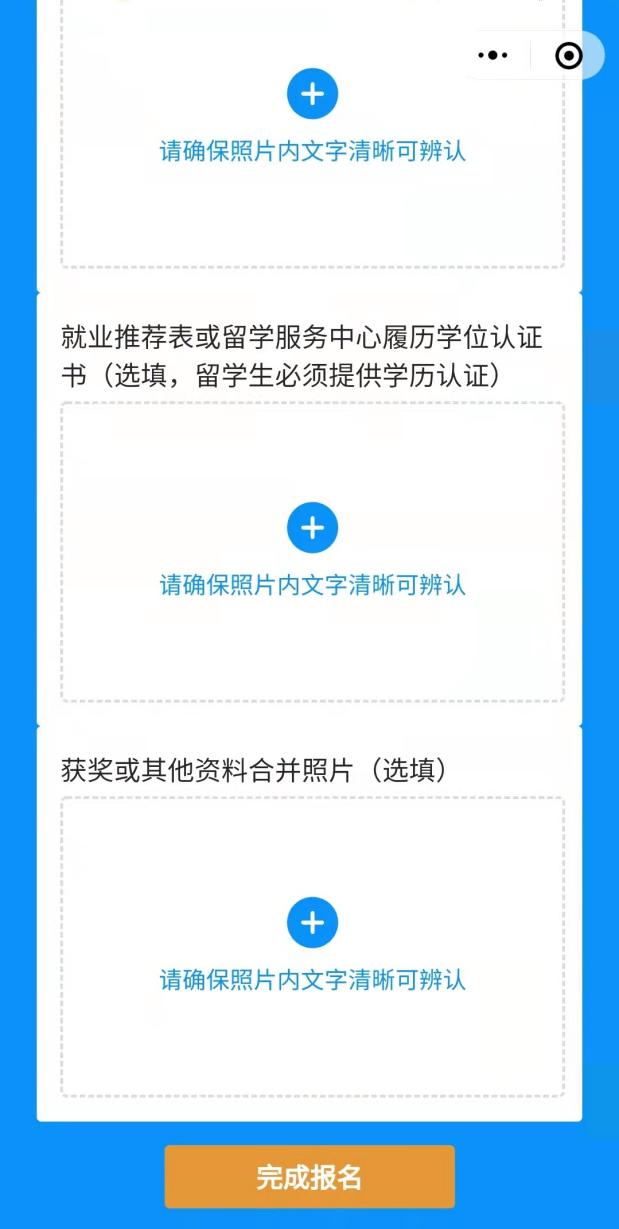 请确保照片内文字清晰可辨认
就业推荐表或留学服务中心履历学位认证
书（选填，留学生必须提供学历认证）
请确保照片内文字清晰可辨认
获奖或其他资料合并照片（选填）
请确保照片内文字清晰可辨认
完成报名